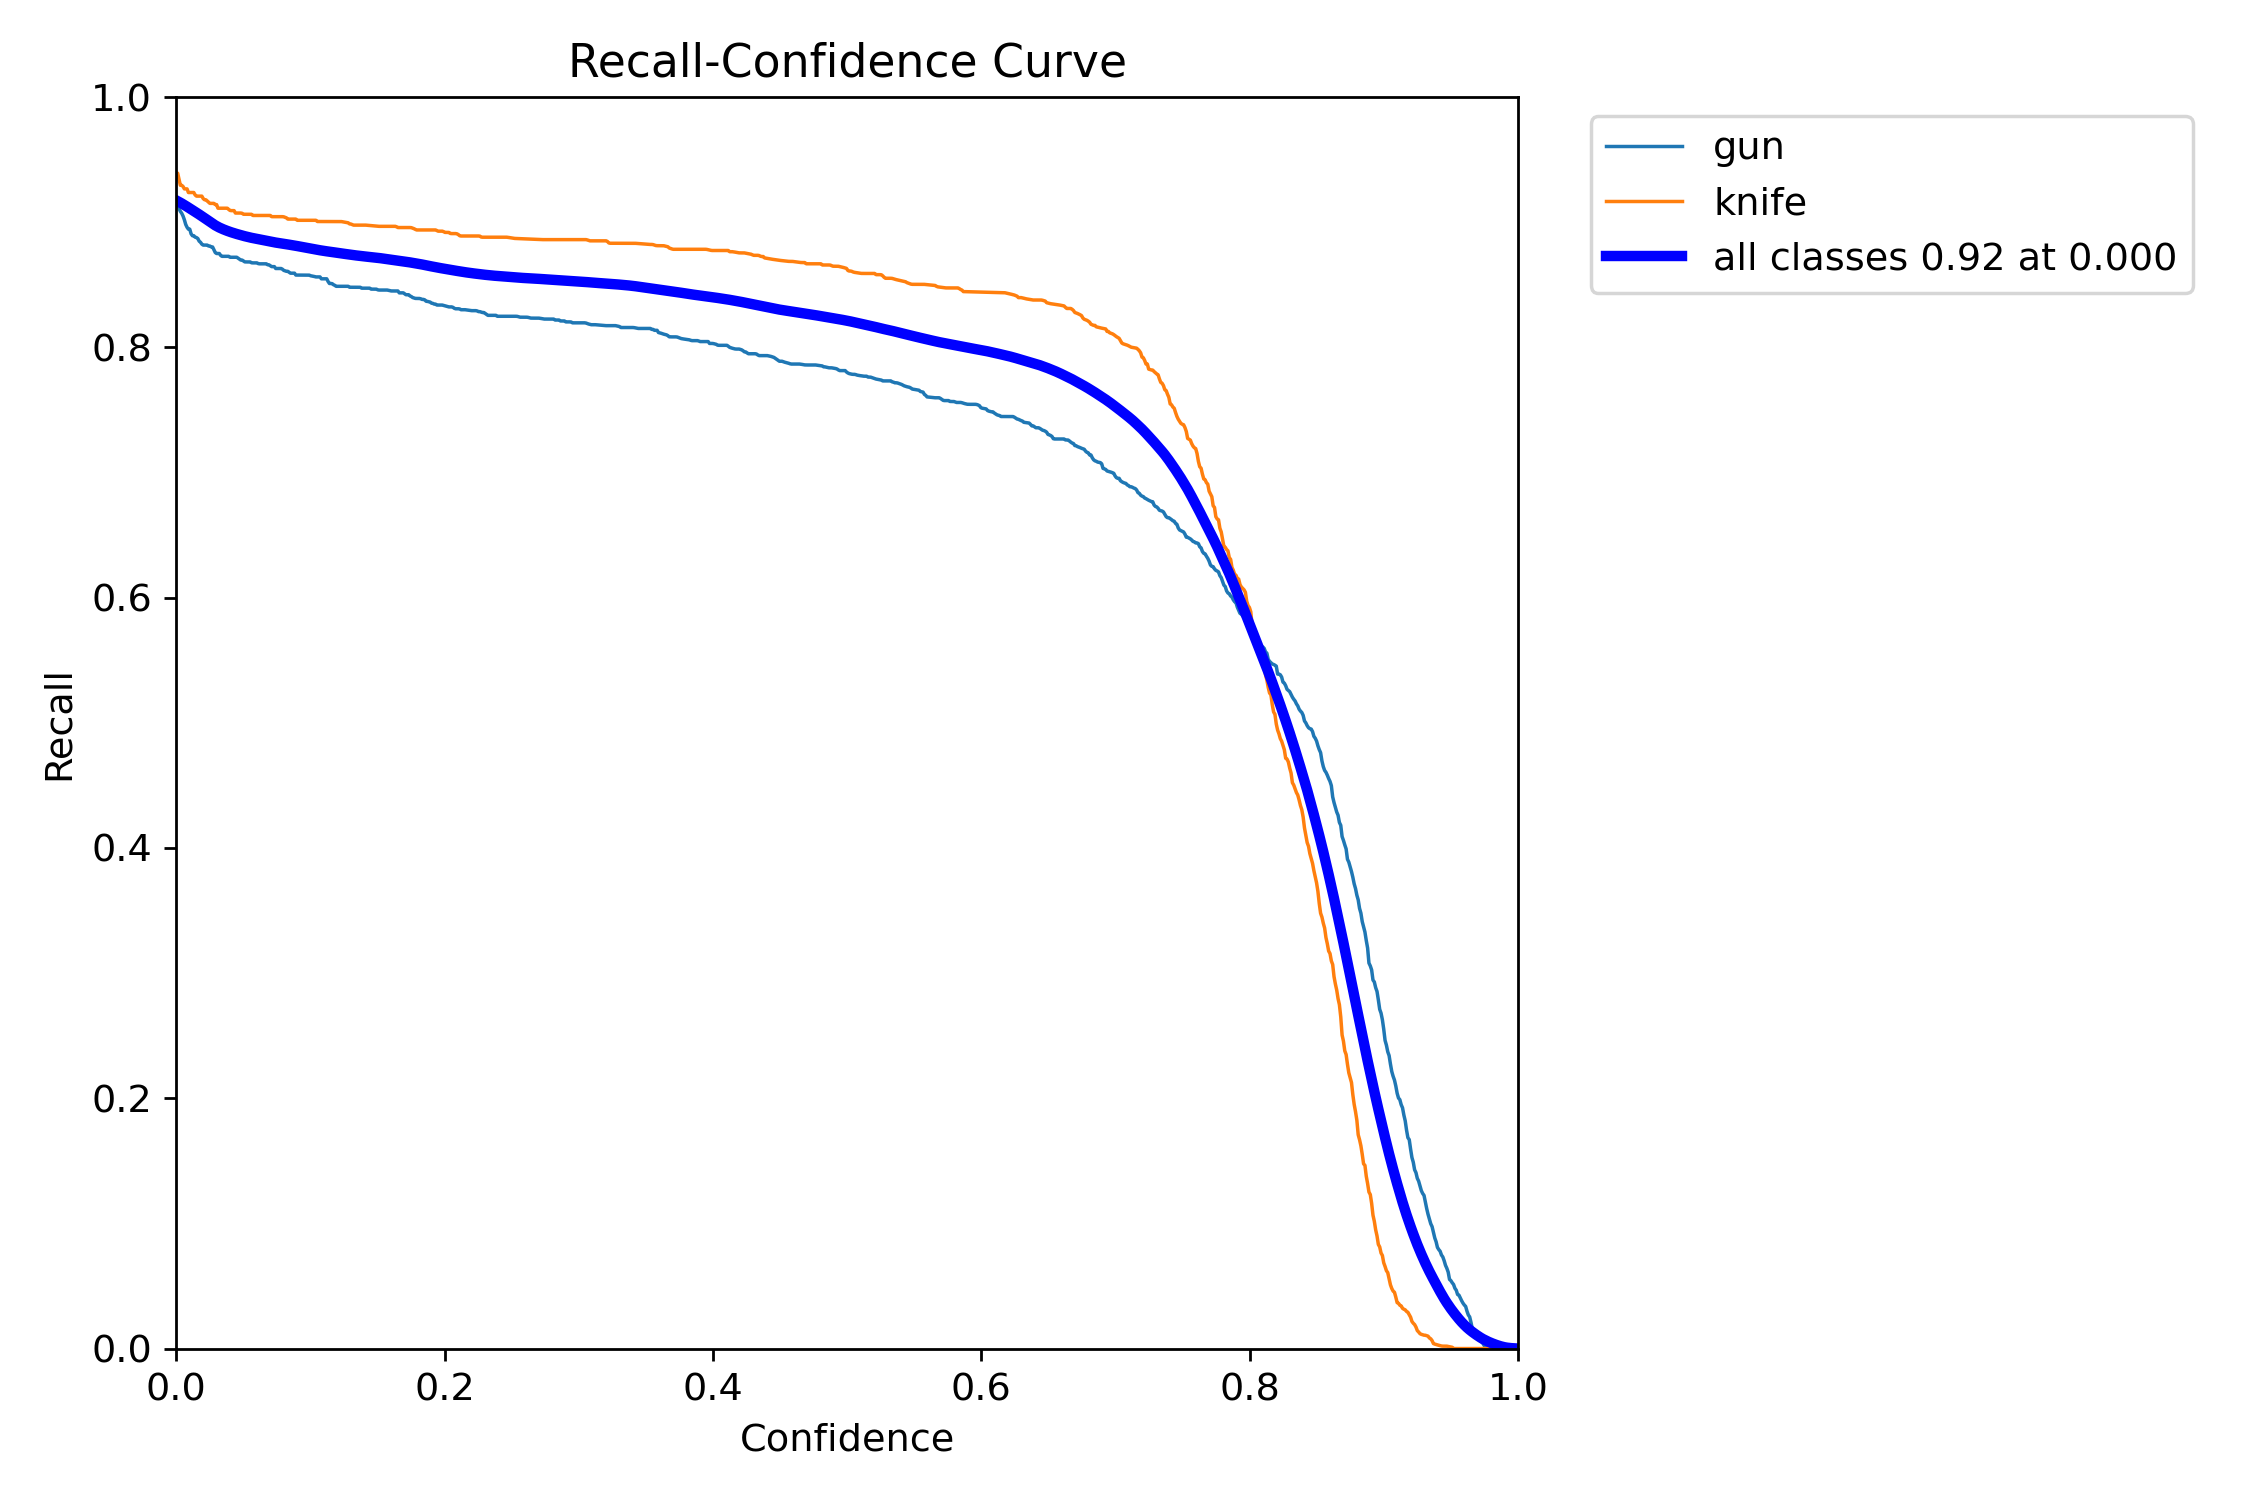 Recall-Confidence Curve
1.0
0.8
0.6
0.4
0.2
0.0
Recall
0.0 0.2 0.4 0.6 0.8 1.0
Confidence
gun
knife
all classes 0.92 at 0.000